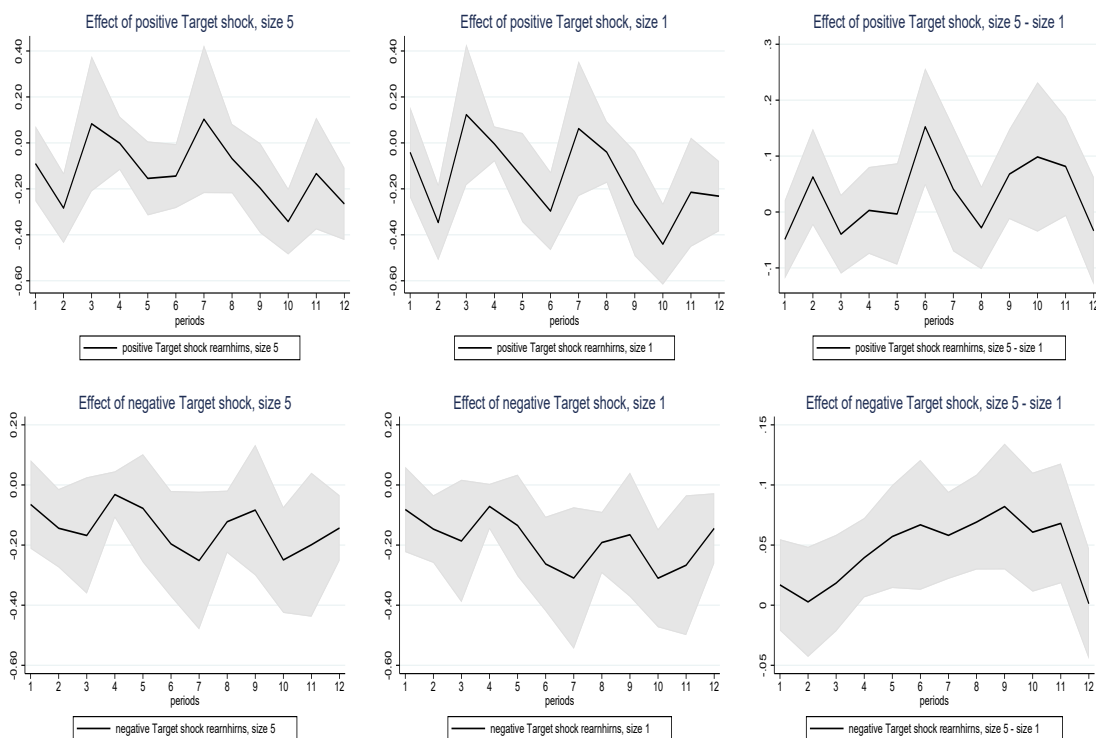 Effect of positive Target shock, size 5
0.40
0.20
0.00
-0.20
-0.40
-0.60
1 2 3 4 5 6 7 8 9 10 11 12
periods
positive Target shock rearnhirns, size 5
Effect of positive Target shock, size 1
0.40
0.20
0.00
-0.20
-0.40
-0.60
1 2 3 4 5 6 7 8 9 10 11 12
periods
positive Target shock rearnhirns, size 1
Effect of positive Target shock, size 5 - size 1
.3
.2
.1
0
-.1
1 2 3 4 5 6 7 8 9 10 11 12
periods
positive Target shock rearnhirns, size 5 - size 1
Effect of negative Target shock, size 5
0.20
0.00
-0.20
-0.40
-0.60
1 2 3 4 5 6 7 8 9 10 11 12
periods
negative Target shock rearnhirns, size 5
Effect of negative Target shock, size 1
0.20
0.00
-0.20
-0.40
-0.60
1 2 3 4 5 6 7 8 9 10 11 12
periods
negative Target shock rearnhirns, size 1
Effect of negative Target shock, size 5 - size 1
.15
.1
.05
0
-.05
1 2 3 4 5 6 7 8 9 10 11 12
periods
negative Target shock rearnhirns, size 5 - size 1